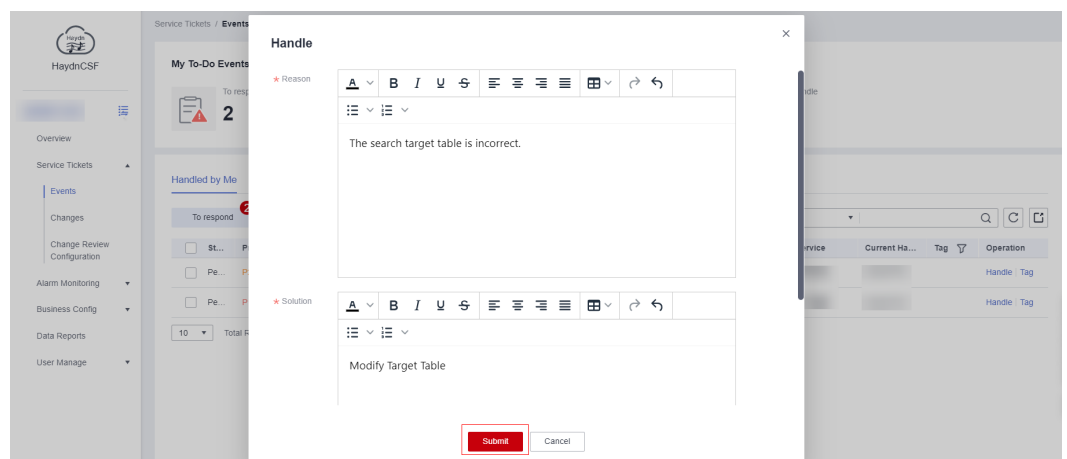 Haydn
HaydnCSF
Overview
Service Tickets
Events
Changes
Change Review
Configuration
Alarm Monitoring
Business Config
Data Reports
User Manage
Service Tickets / Events
My To-Do Events
To resp
2
Handled by Me
To respond
2
St... P
Pe... P
Pe... P
10 Total R
Handle
* Reason
A B I U S
The search target table is incorrect.
* Solution
A B I U S
Modify Target Table
Submit Cancel
ndle
ervice Current Ha... Tag Operation
Handle Tag
Handle Tag